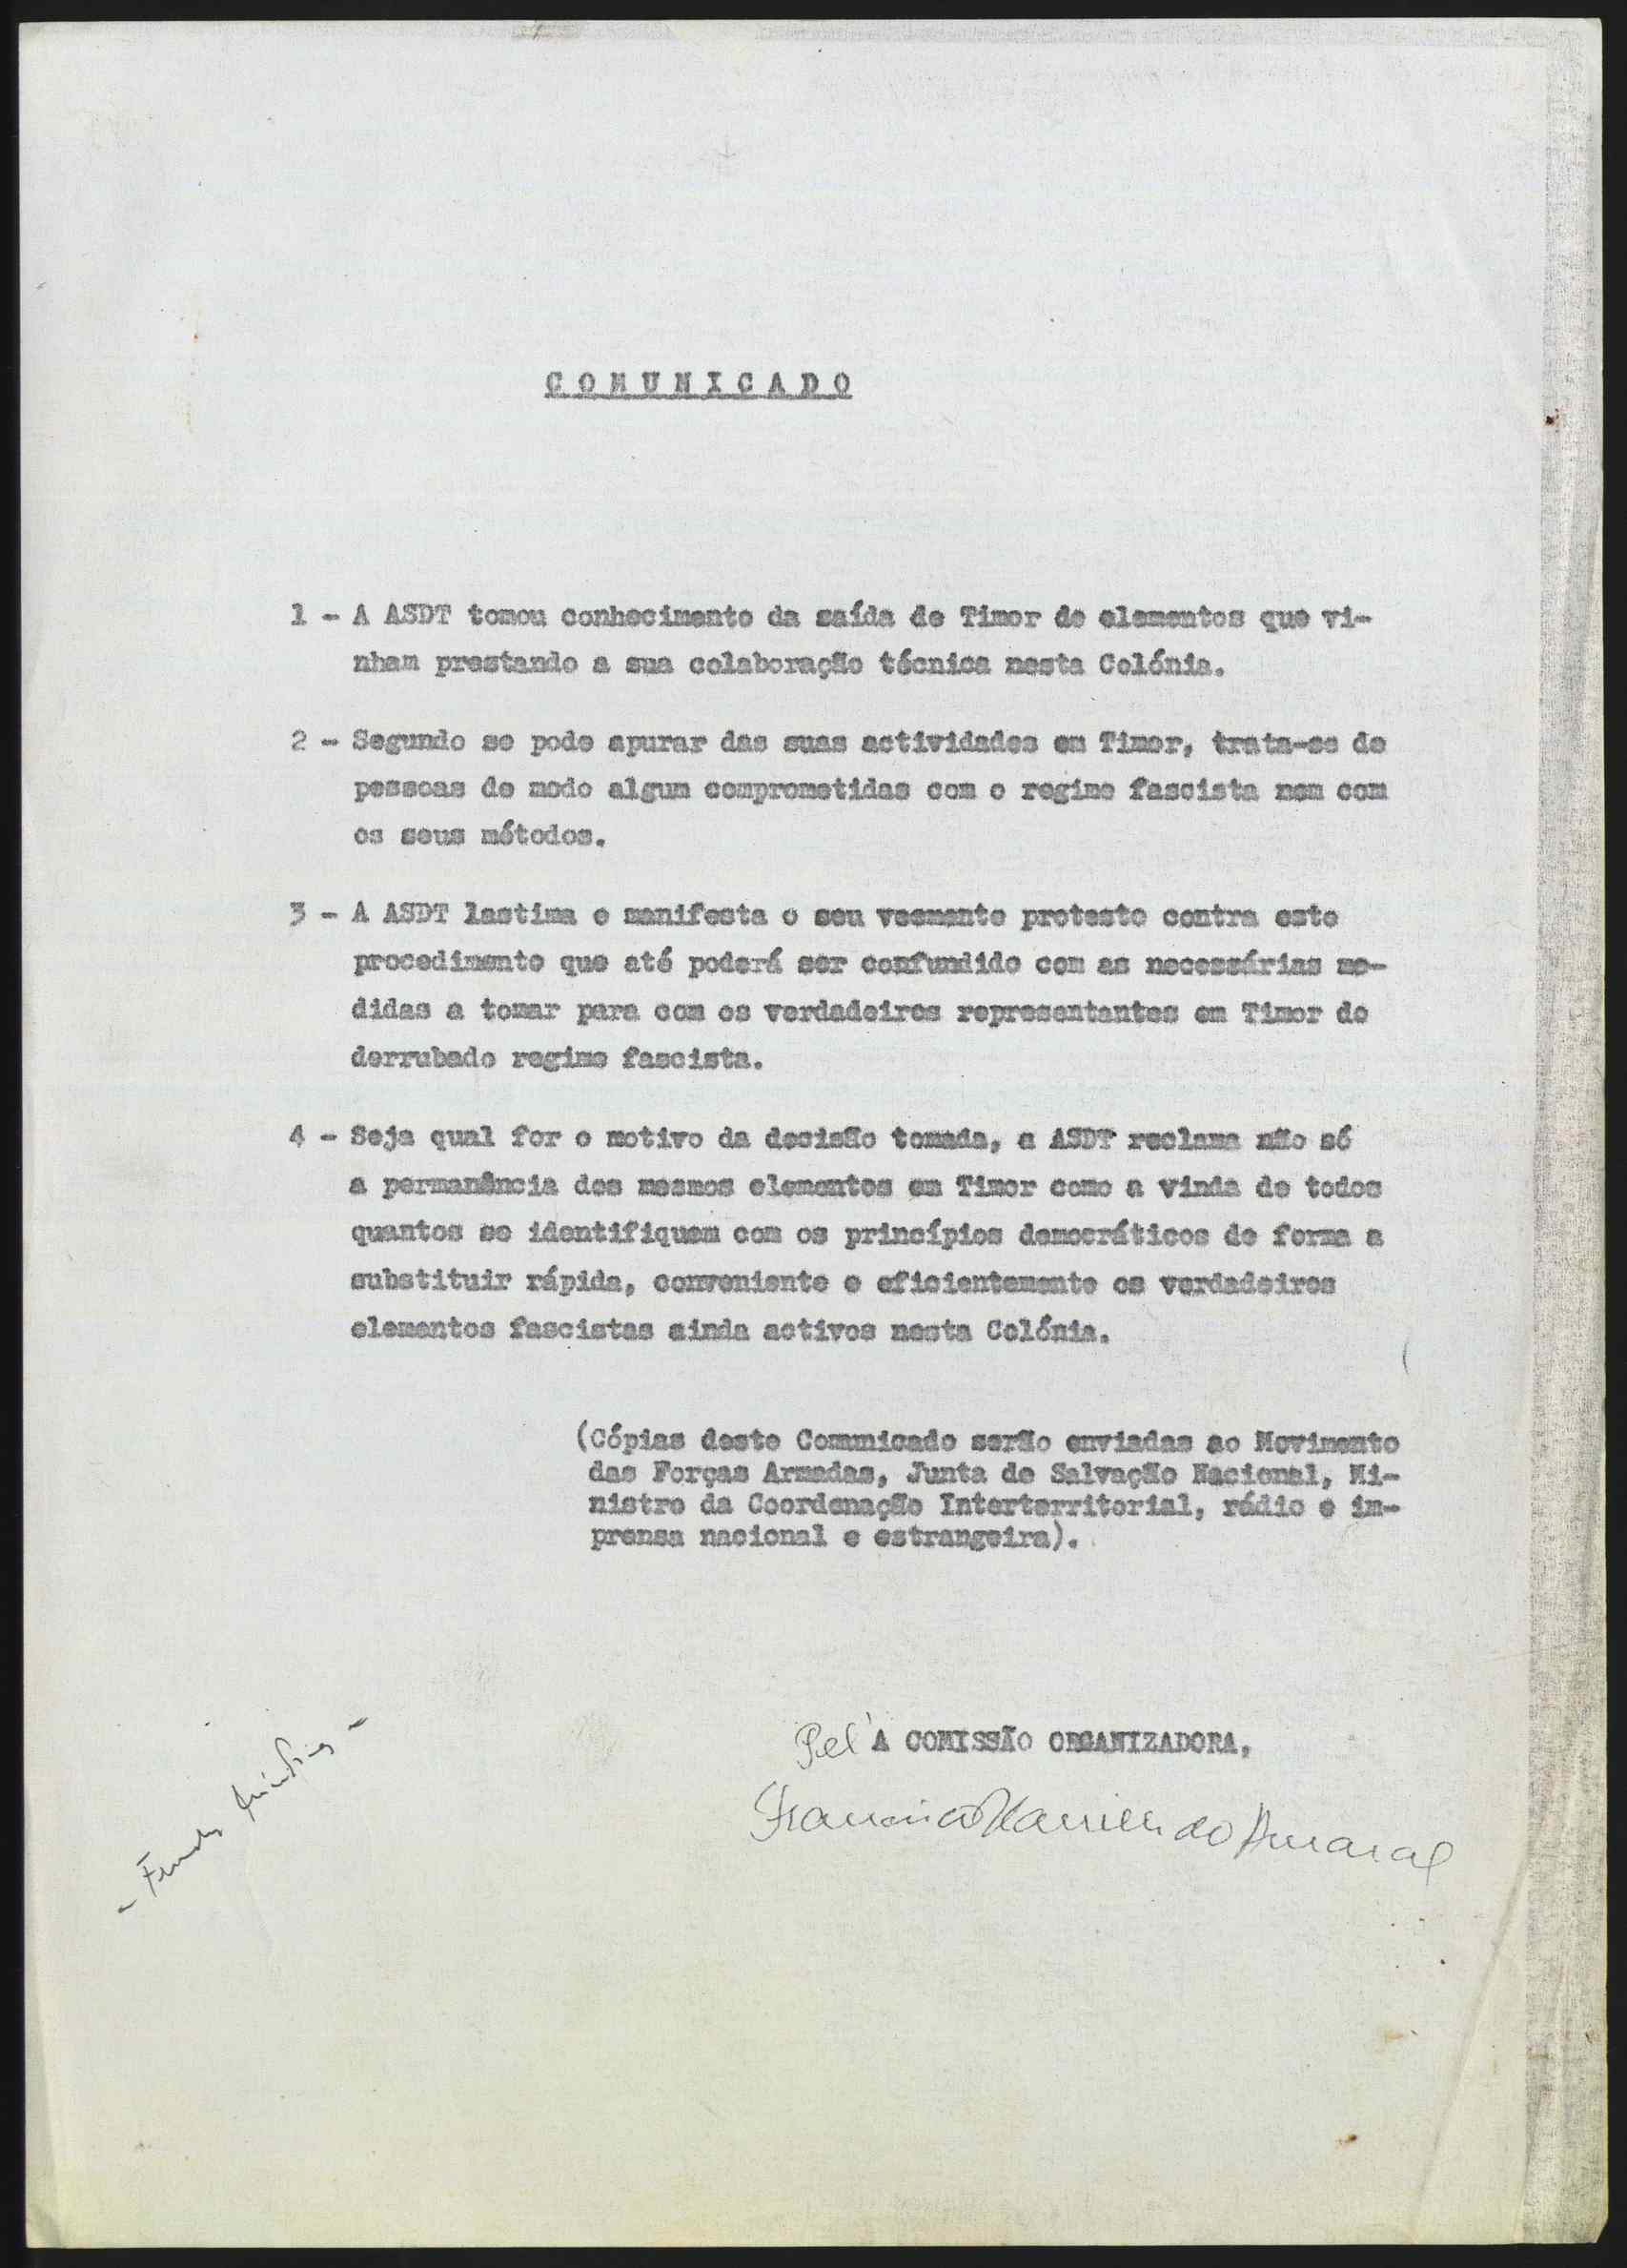 COMUNICADO
1 - A ASDT tomou conhecimento da saída de Timor de elementos que vi-
nham prestando a sua colaboração técnica nesta Colónia.
2 - Segundo se pode apurar das suas actividades em Timor, trata-se de
pessoas de modo algum comprometidas com o regime fascista nem com
os seus métodos.
3 - A ASDT lastima e manifesta o seu veemente protesto contra este
procedimento que até poderá ser confundido com as necessárias me-
didas a tomar para com os verdadeiros representantes em Timor do
derrubado regime fascista.
4 - Seja qual for o motivo da decisão tomada, a ASDT reclama não só
a permanência dos mesmos elementos em Timor como a vinda de todos
quantos se identifiquem com os princípios democráticos de forma a
substituir rápida, conveniente e eficientemente os verdadeiros
elementos fascistas ainda activos nesta Colónia.
(Cópias deste Comunicado serão enviadas ao Movimento
das Forças Armadas, Junta de Salvação Nacional, Mi-
nistro da Coordenação Interterritorial, rádio e im-
prensa nacional e estrangeira).
Pel'A COMISSÃO ORGANIZADORA,
Francisco Xavier do Amaral